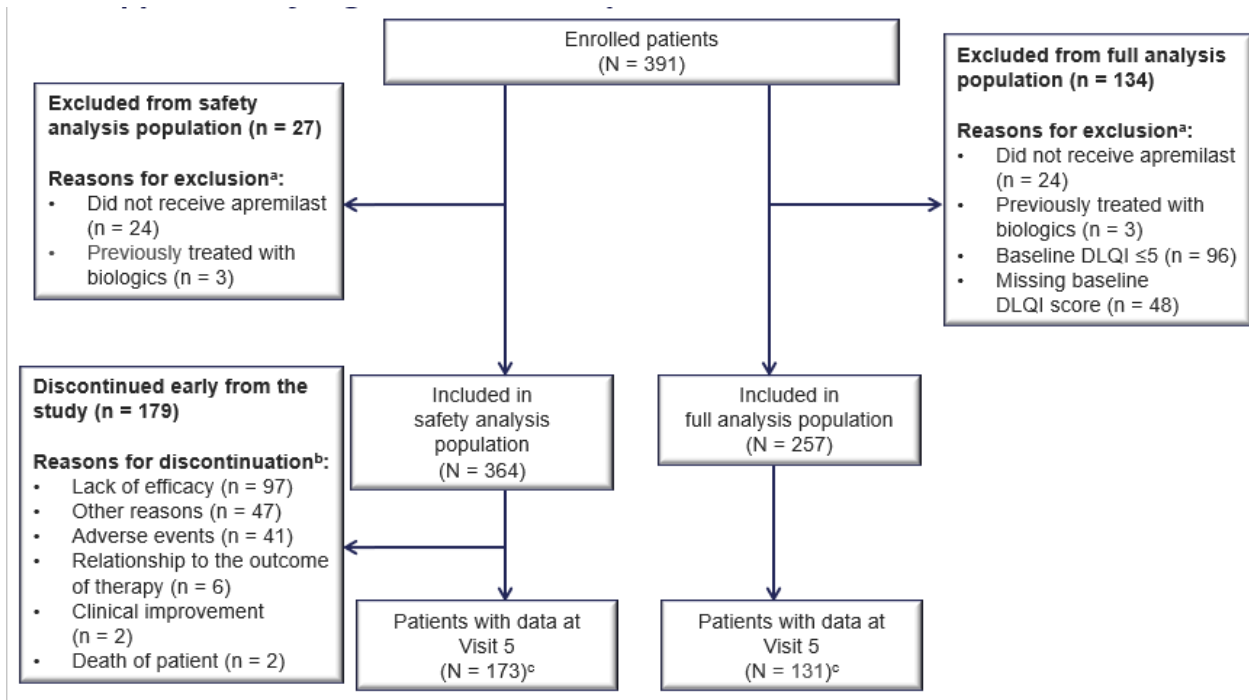 Enrolled patients
(N = 391)
Excluded from safety
analysis population (n = 27)
Reasons for exclusionᵃ:
• Did not receive apremilast
(n = 24)
• Previously treated with
biologics (n = 3)
Excluded from full analysis
population (n = 134)
Reasons for exclusionᵃ:
• Did not receive apremilast
(n = 24)
• Previously treated with
biologics (n = 3)
• Baseline DLQI ≤5 (n = 96)
• Missing baseline
DLQI score (n = 48)
Discontinued early from the
study (n = 179)
Reasons for discontinuationᵇ:
• Lack of efficacy (n = 97)
• Other reasons (n = 47)
• Adverse events (n = 41)
• Relationship to the outcome
of therapy (n = 6)
• Clinical improvement
(n = 2)
• Death of patient (n = 2)
Included in
safety analysis
population
(N = 364)
Included in
full analysis population
(N = 257)
Patients with data at
Visit 5
(N = 173)ᶜ
Patients with data at
Visit 5
(N = 131)ᶜ